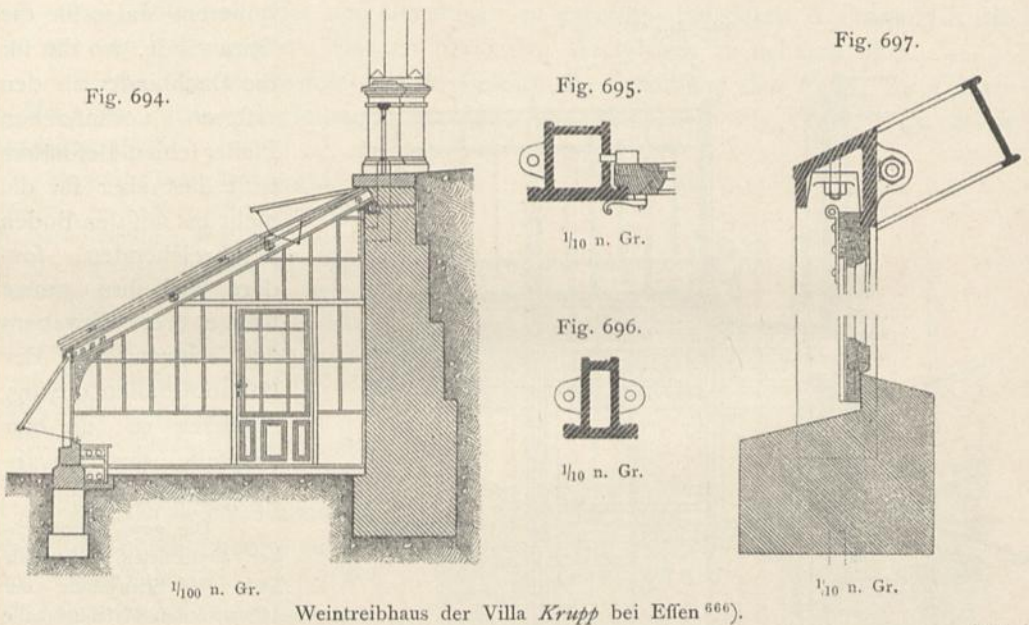 Fig. 694.
Fig. 695.
Fig. 697.
1/10 n. Gr.
Fig. 696.
1/10 n. Gr.
1/100 n. Gr.
1/10 n. Gr.
Weintreibhaus der Villa Krupp bei Eſſen 666).